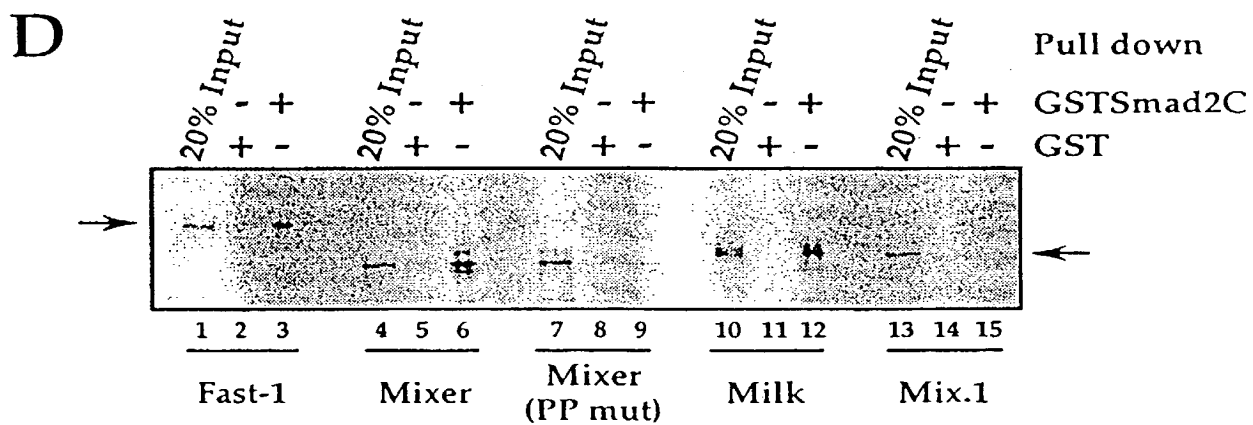 D
20% Input 20% Input 20% Input 20% Input 20% Input Pull down
- + - + - + - + - + GSTSmad2C
+ - + - + - + - + - GST
1 2 3 4 5 6 7 8 9 10 11 12 13 14 15
Fast-1 Mixer Mixer Milk Mix.1
(PP mut)